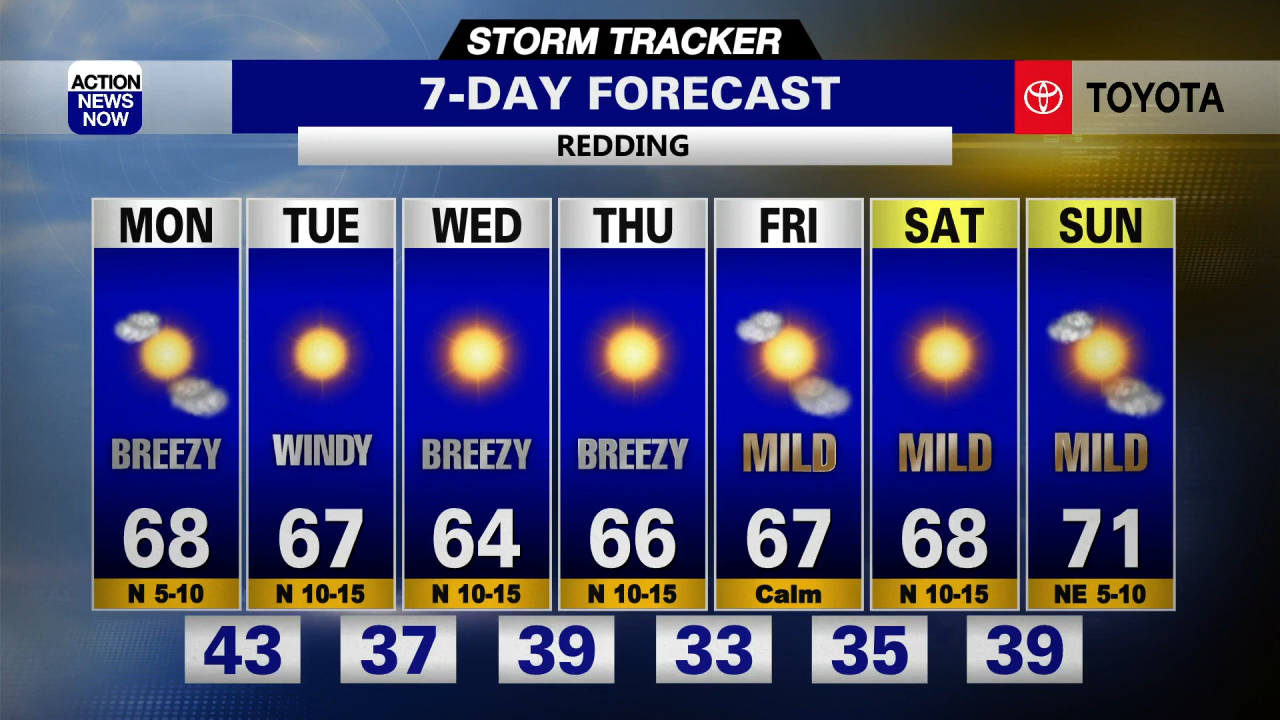 STORM TRACKER
ACTION
NEWS
NOW
7-DAY FORECAST
TOYOTA
REDDING
MON TUE WED THU FRI SAT SUN
BREEZY WINDY BREEZY BREEZY MILD MILD MILD
68 67 64 66 67 68 71
N 5-10 N 10-15 N 10-15 N 10-15 Calm N 10-15 NE 5-10
43 37 39 33 35 39